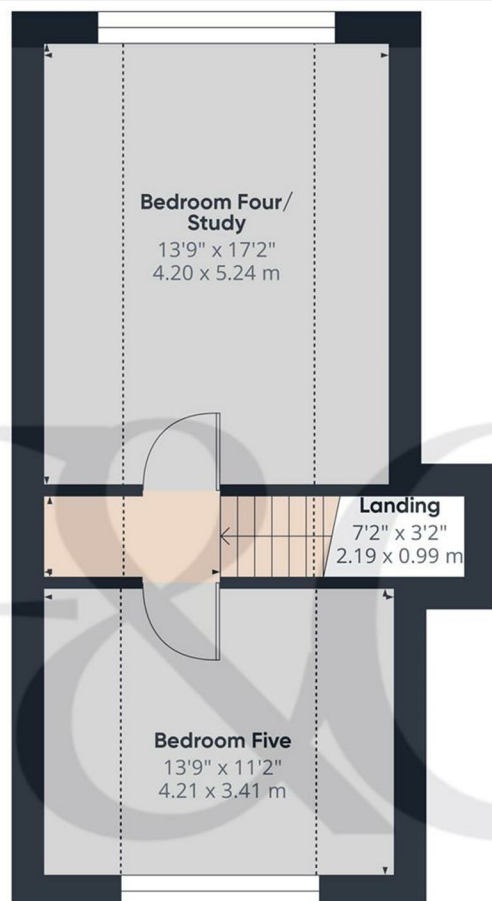 Bedroom Four/
Study
13'9" x 17'2"
4.20 x 5.24 m
Landing
7'2" x 3'2"
2.19 x 0.99 m
Bedroom Five
13'9" x 11'2"
4.21 x 3.41 m